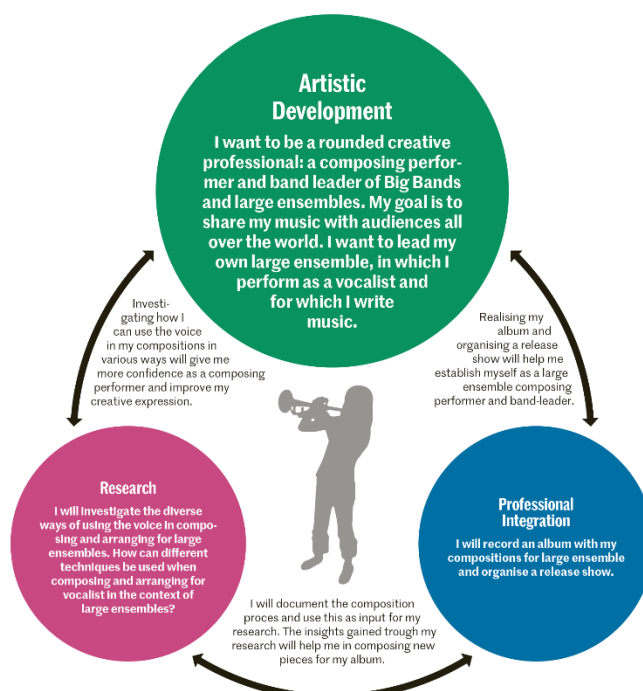 Artistic
Development
I want to be a rounded creative
professional: a composing perfor-
mer and band leader of Big Bands
and large ensembles. My goal is to
share my music with audiences all
over the world. I want to lead my
own large ensemble, in which I
perform as a vocalist and
for which I write
music.
Investi-
gating how I
can use the voice
in my compositions in
various ways will give me
more confidence as a composing
performer and improve my
creative expression.
Realising my
album and
organising a release
show will help me
establish myself as a large
ensemble composing
performer and band-leader.
Research
I will investigate the diverse
ways of using the voice in compo-
sing and arranging for large
ensembles. How can different
techniques be used when
composing and arranging for
vocalist in the context of
large ensembles?
Professional
Integration
I will record an album with my
compositions for large ensemble
and organise a release show.
I will document the composition
proces and use this as input for my
research. The insights gained trough my
research will help me in composing new
pieces for my album.